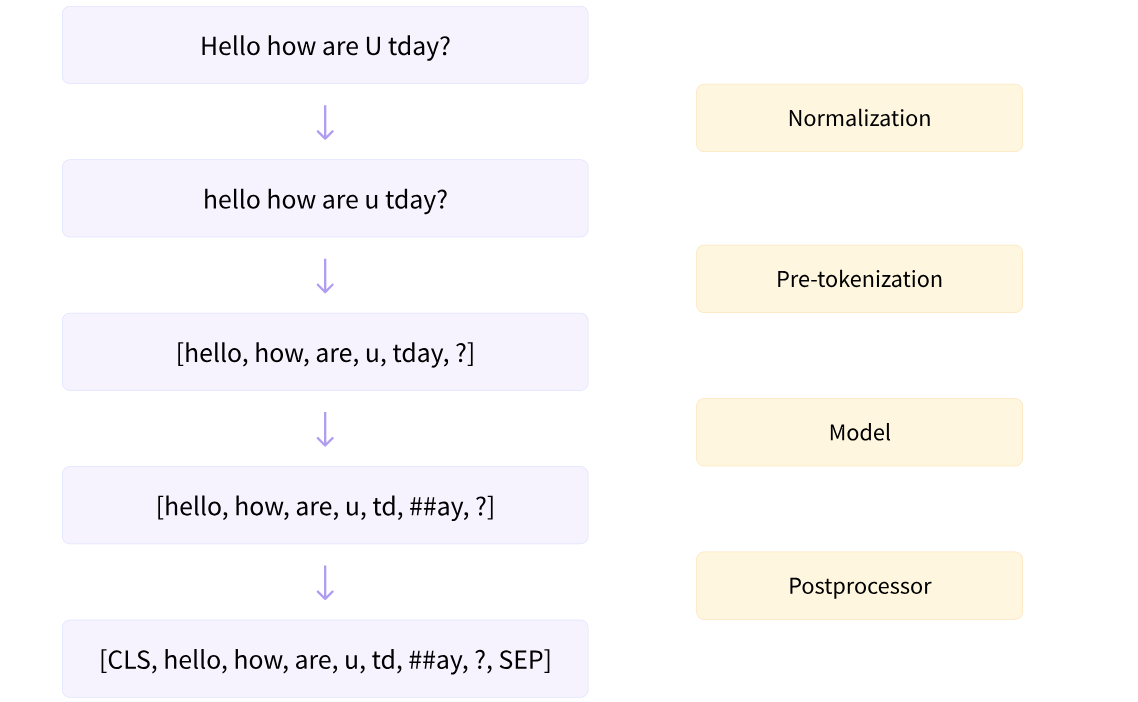 Hello how are U tday?
Normalization
hello how are u tday?
Pre-tokenization
[hello, how, are, u, tday, ?]
Model
[hello, how, are, u, td, ##ay, ?]
Postprocessor
[CLS, hello, how, are, u, td, ##ay, ?, SEP]